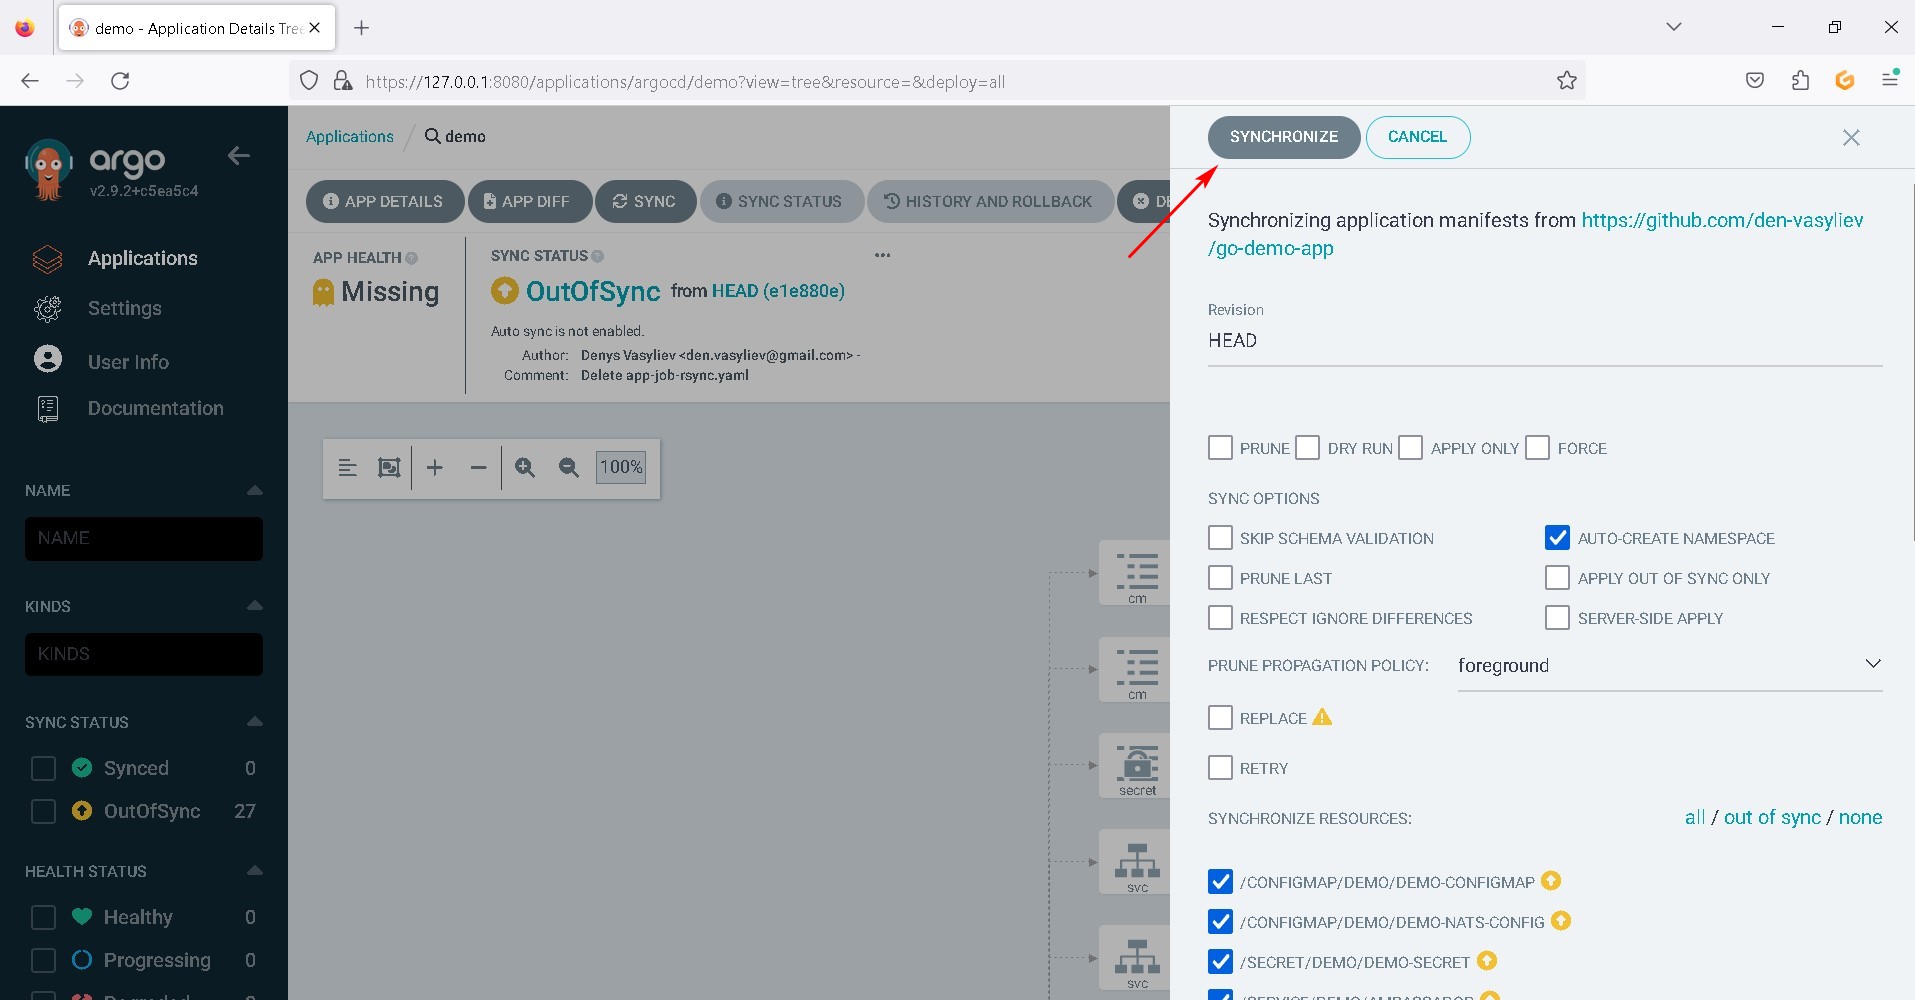 demo - Application Details Tree
https://127.0.0.1:8080/applications/argocd/demo?view=tree&resource=&deploy=all
argo
v2.9.2+c5ea5c4
Applications
Settings
User Info
Documentation
NAME
NAME
KINDS
KINDS
SYNC STATUS
Synced 0
OutOfSync 27
HEALTH STATUS
Healthy 0
Progressing 0
Degraded
Applications / demo
APP DETAILS
APP DIFF
SYNC
SYNC STATUS
HISTORY AND ROLLBACK
DE
APP HEALTH
Missing
SYNC STATUS
OutOfSync from HEAD (e1e880e)
Auto sync is not enabled.
Author: Denys Vasyliev <den.vasyliev@gmail.com> -
Comment: Delete app-job-rsync.yaml
100%
cm
cm
secret
svc
svc
SYNCHRONIZE
CANCEL
Synchronizing application manifests from https://github.com/den-vasyliev
/go-demo-app
Revision
HEAD
PRUNE DRY RUN APPLY ONLY FORCE
SYNC OPTIONS
SKIP SCHEMA VALIDATION AUTO-CREATE NAMESPACE
PRUNE LAST APPLY OUT OF SYNC ONLY
RESPECT IGNORE DIFFERENCES SERVER-SIDE APPLY
PRUNE PROPAGATION POLICY: foreground
REPLACE
RETRY
SYNCHRONIZE RESOURCES: all / out of sync / none
/CONFIGMAP/DEMO/DEMO-CONFIGMAP
/CONFIGMAP/DEMO/DEMO-NATS-CONFIG
/SECRET/DEMO/DEMO-SECRET
/SERVICE/DEMO/AMBASSADOR